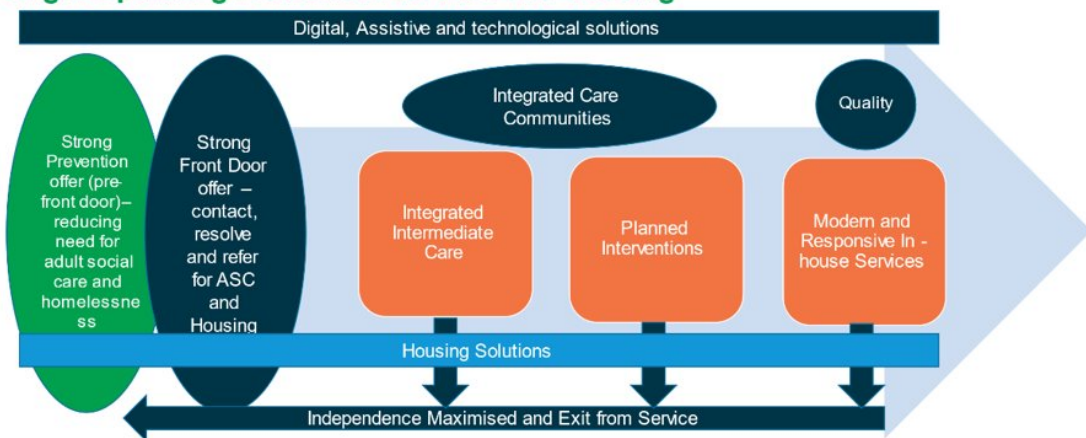 Digital, Assistive and technological solutions
Strong
Prevention
offer (pre-
front door)–
reducing
need for
adult social
care and
homelessne
ss
Strong
Front Door
offer –
contact,
resolve
and refer
for ASC
and
Housing
Integrated Care
Communities
Quality
Integrated
Intermediate
Care
Planned
Interventions
Modern and
Responsive In -
house Services
Housing Solutions
Independence Maximised and Exit from Service